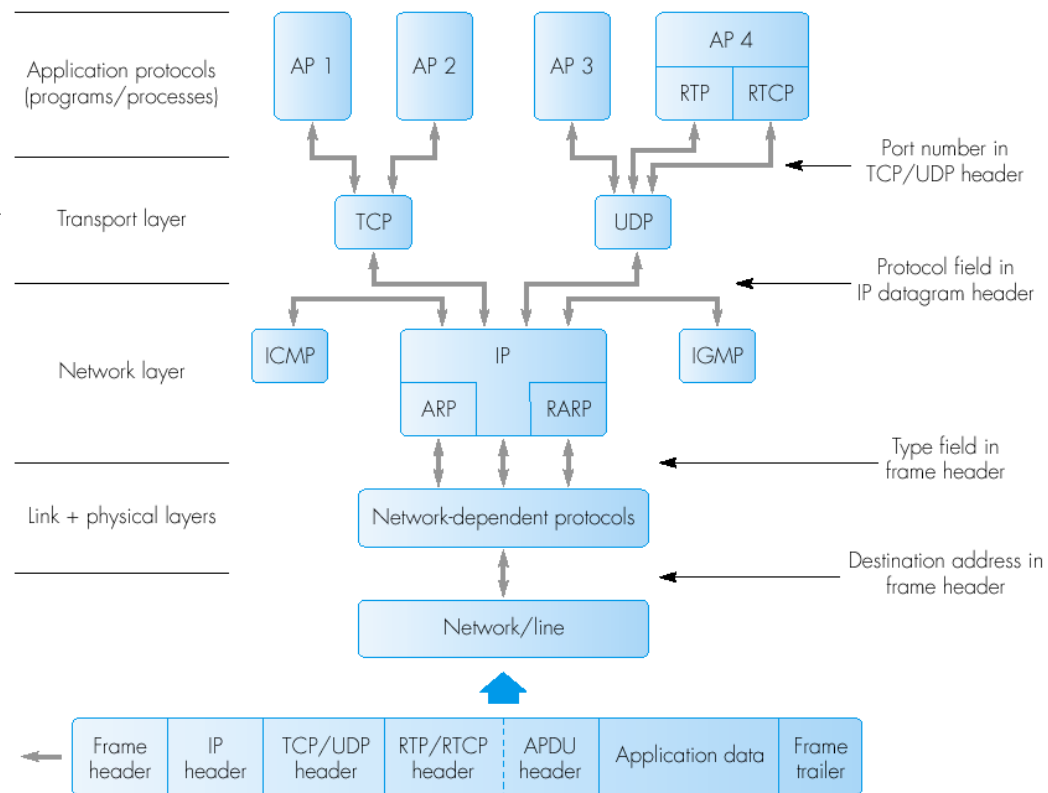 AP 1
AP 2
AP 3
AP 4
RTP
RTCP
Application protocols
(programs/processes)
Port number in
TCP/UDP header
Transport layer
TCP
UDP
Protocol field in
IP datagram header
Network layer
ICMP
IP
IGMP
ARP
RARP
Type field in
frame header
Link + physical layers
Network-dependent protocols
Destination address in
frame header
Network/line
Frame
header
IP
header
TCP/UDP
header
RTP/RTCP
header
APDU
header
Application data
Frame
trailer